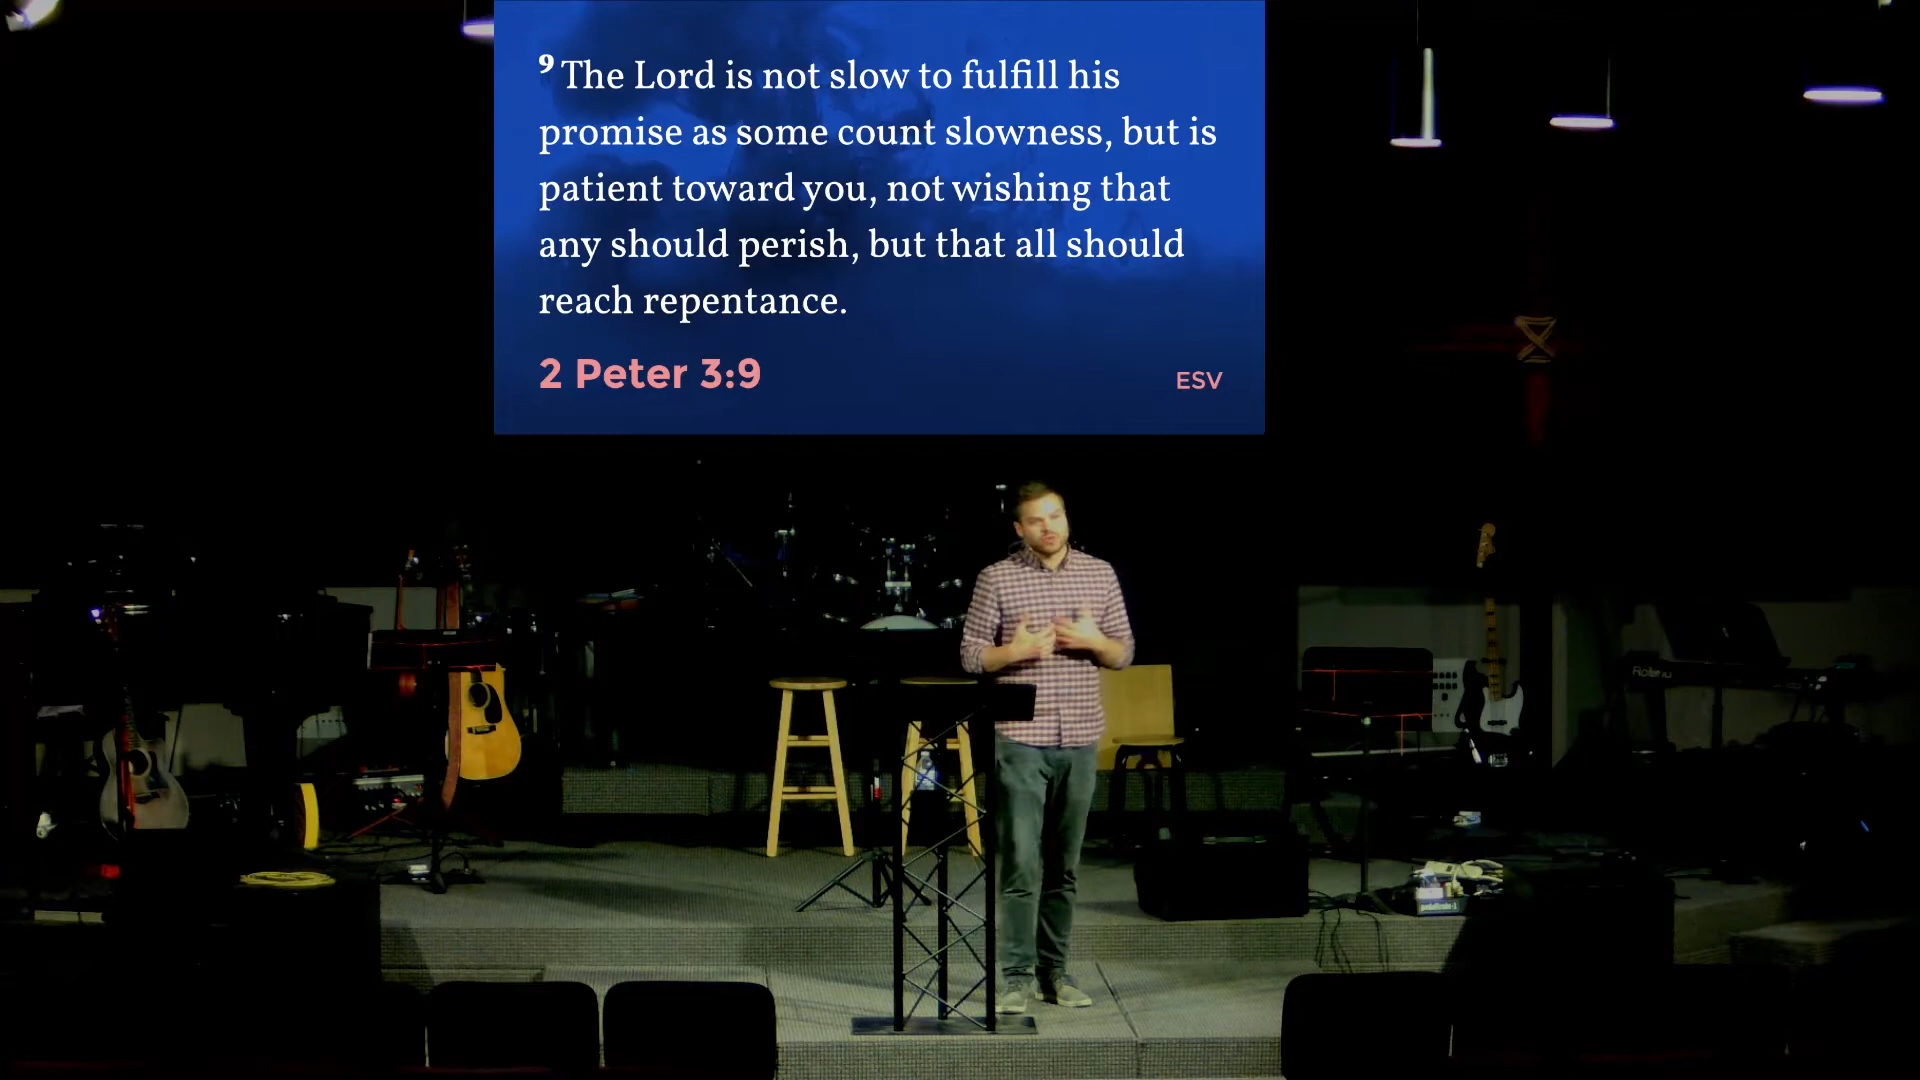 9 The Lord is not slow to fulfill his
promise as some count slowness, but is
patient toward you, not wishing that
any should perish, but that all should
reach repentance.
2 Peter 3:9
ESV
Roland